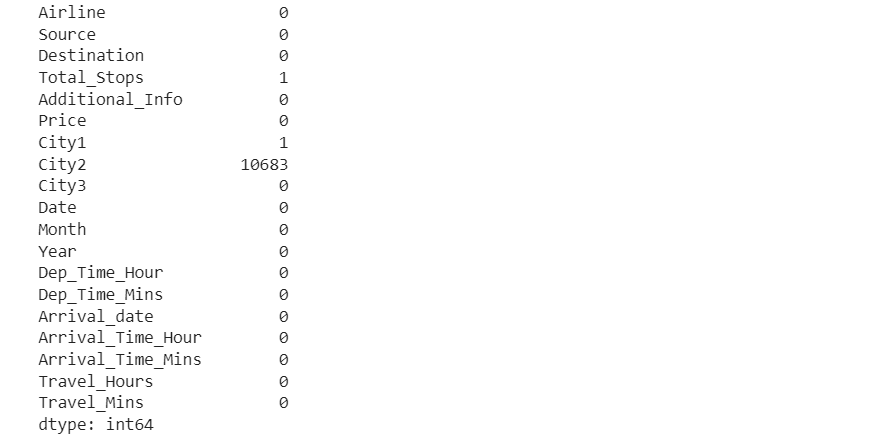 Airline 0
Source 0
Destination 0
Total_Stops 1
Additional_Info 0
Price 0
City1 1
City2 10683
City3 0
Date 0
Month 0
Year 0
Dep_Time_Hour 0
Dep_Time_Mins 0
Arrival_date 0
Arrival_Time_Hour 0
Arrival_Time_Mins 0
Travel_Hours 0
Travel_Mins 0
dtype: int64